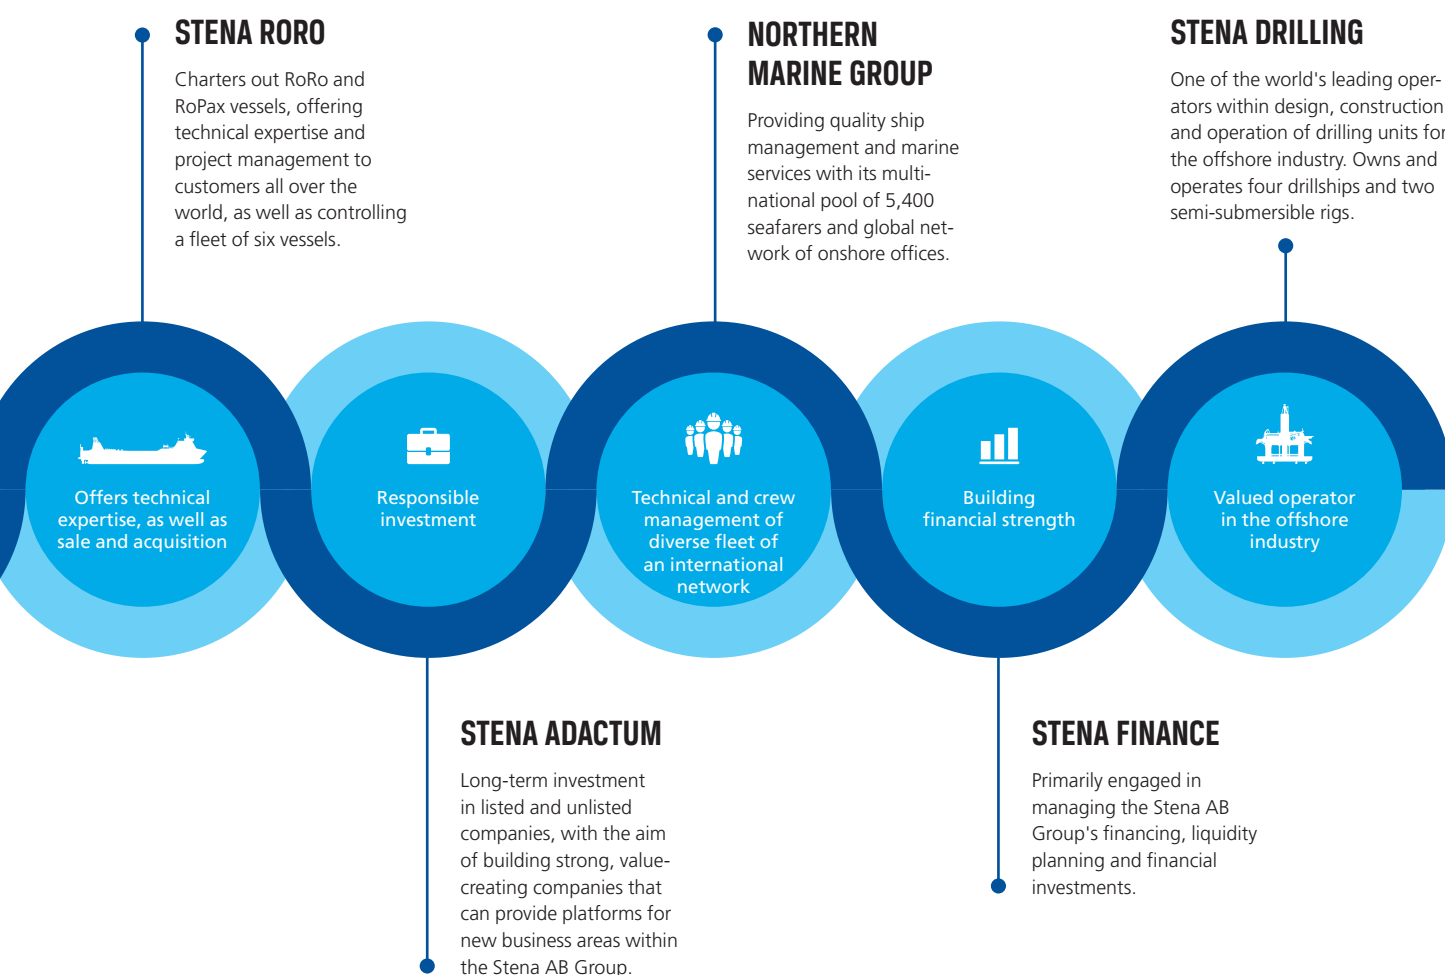 STENA RORO
Charters out RoRo and
RoPax vessels, offering
technical expertise and
project management to
customers all over the
world, as well as controlling
a fleet of six vessels.
NORTHERN
MARINE GROUP
Providing quality ship
management and marine
services with its multi-
national pool of 5,400
seafarers and global net-
work of onshore offices.
STENA DRILLING
One of the world's leading oper-
ators within design, construction
and operation of drilling units for
the offshore industry. Owns and
operates four drillships and two
semi-submersible rigs.
Offers technical
expertise, as well as
sale and acquisition
Responsible
investment
Technical and crew
management of
diverse fleet of
an international
network
Building
financial strength
Valued operator
in the offshore
industry
STENA ADACTUM
Long-term investment
in listed and unlisted
companies, with the aim
of building strong, value-
creating companies that
can provide platforms for
new business areas within
the Stena AB Group.
STENA FINANCE
Primarily engaged in
managing the Stena AB
Group's financing, liquidity
planning and financial
investments.